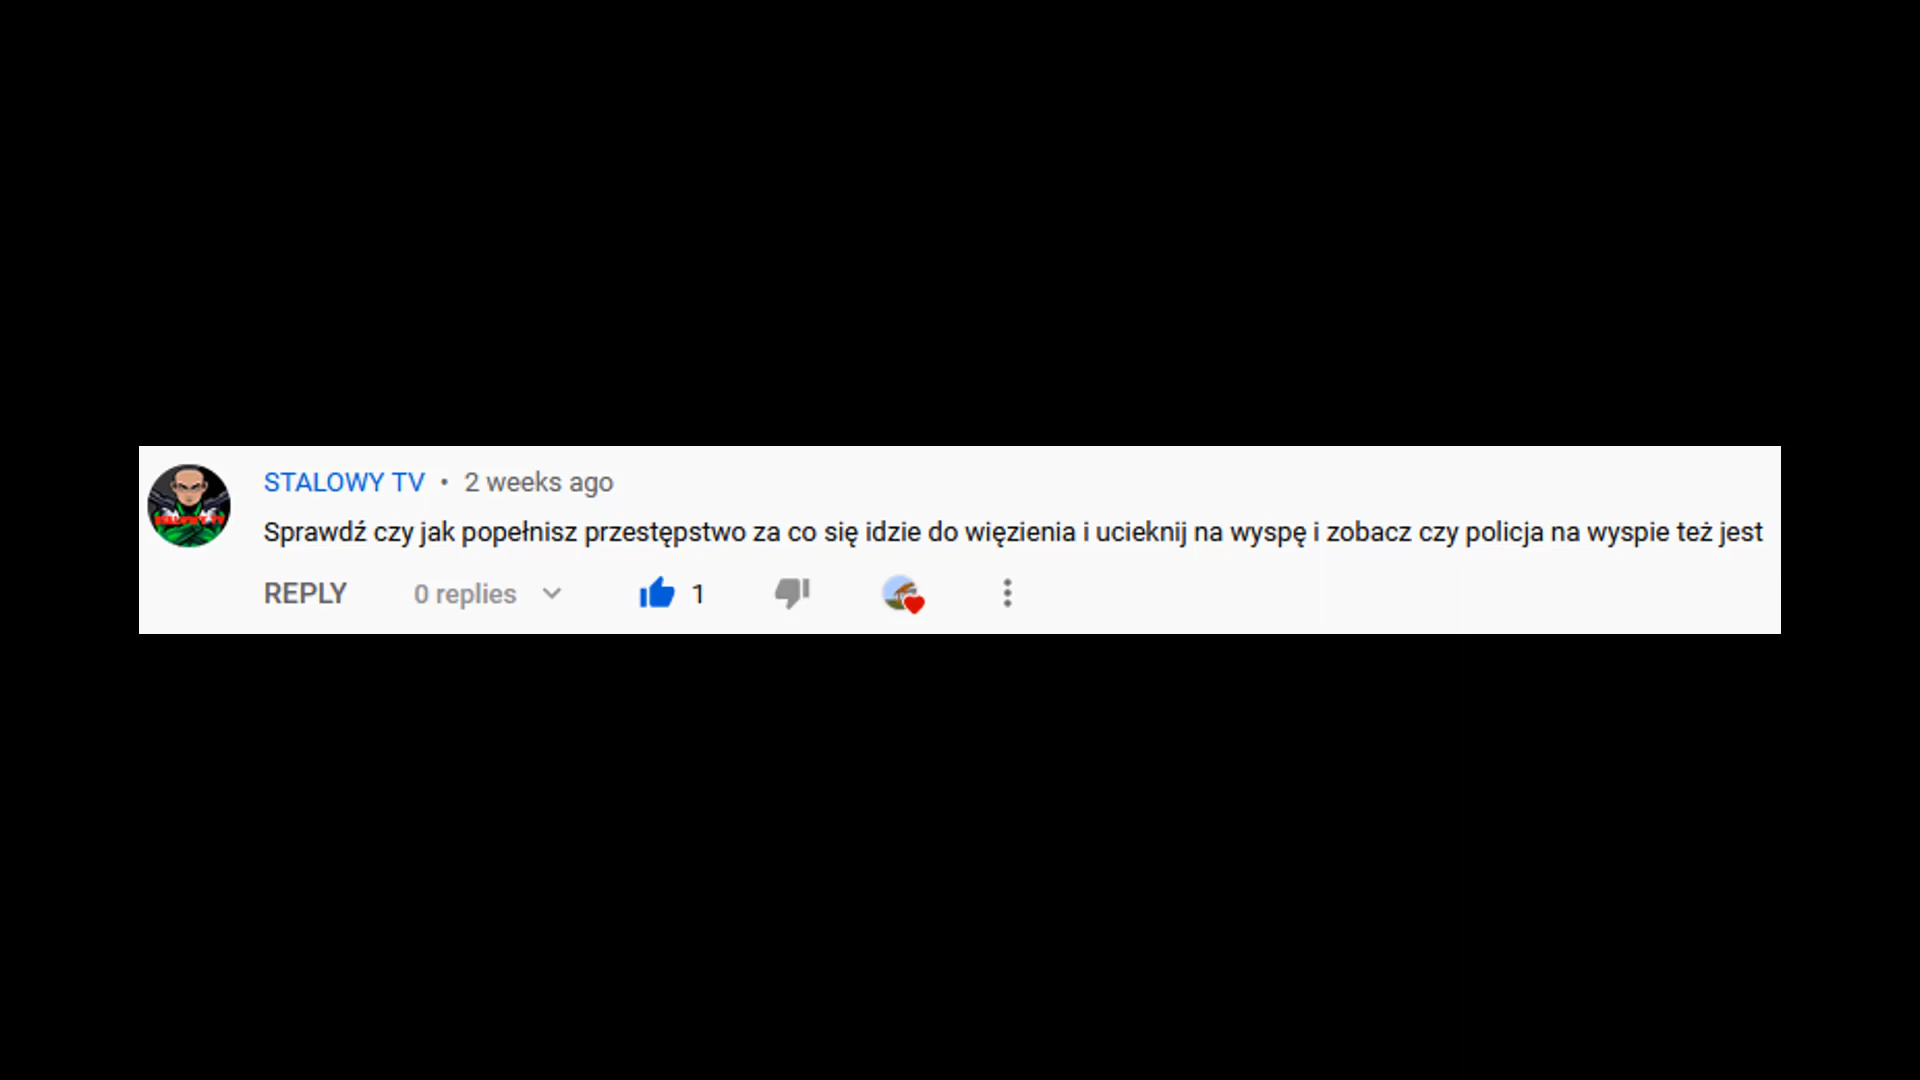 STALOWY TV • 2 weeks ago
Sprawdź czy jak popełnisz przestępstwo za co się idzie do więzienia i ucieknij na wyspę i zobacz czy policja na wyspie też jest
REPLY 0 replies 1